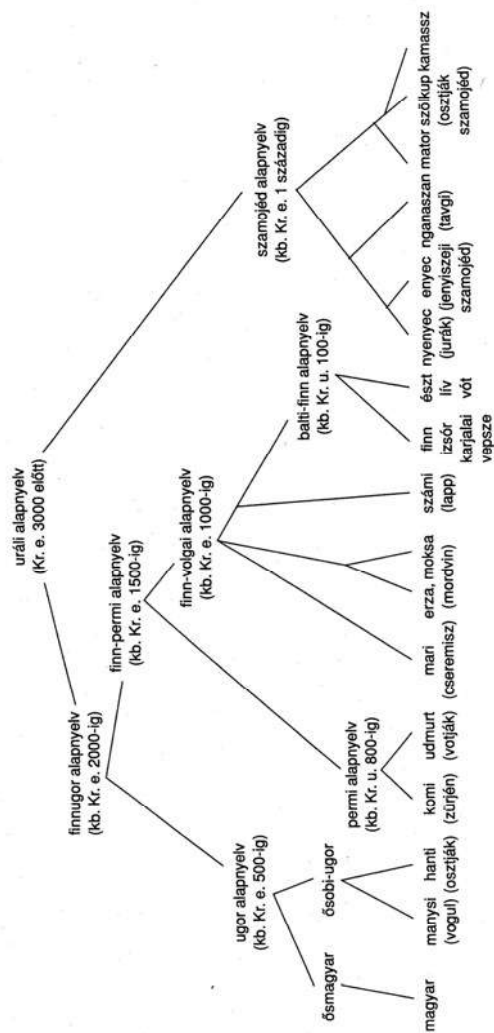 uráli alapnyelv
(Kr. e. 3000 előtt)
finnugor alapnyelv
(kb. Kr. e. 2000-ig)
szamojéd alapnyelv
(kb. Kr. e. 1 századig)
finn-permi alapnyelv
(kb. Kr. e. 1500-ig)
ugor alapnyelv
(kb. Kr. e. 500-ig)
finn-volgai alapnyelv
(kb. Kr. e. 1000-ig)
ősmagyar
ősobi-ugor
permi alapnyelv
(kb. Kr. u. 800-ig)
balti-finn alapnyelv
(kb. Kr. u. 100-ig)
magyar
manysi
(vogul)
hanti
(osztják)
komi
(zürjén)
udmurt
(votják)
mari
(cseremisz)
erza, moksa
(mordvin)
számi
(lapp)
finn
izsór
karjalai
vepsze
észt
lív
vót
nyenyec
(jurák)
enyec
(jenyiszeji
szamojéd)
nganaszan
(tavgi)
mator
szölkup
(osztják
szamojéd)
kamassz